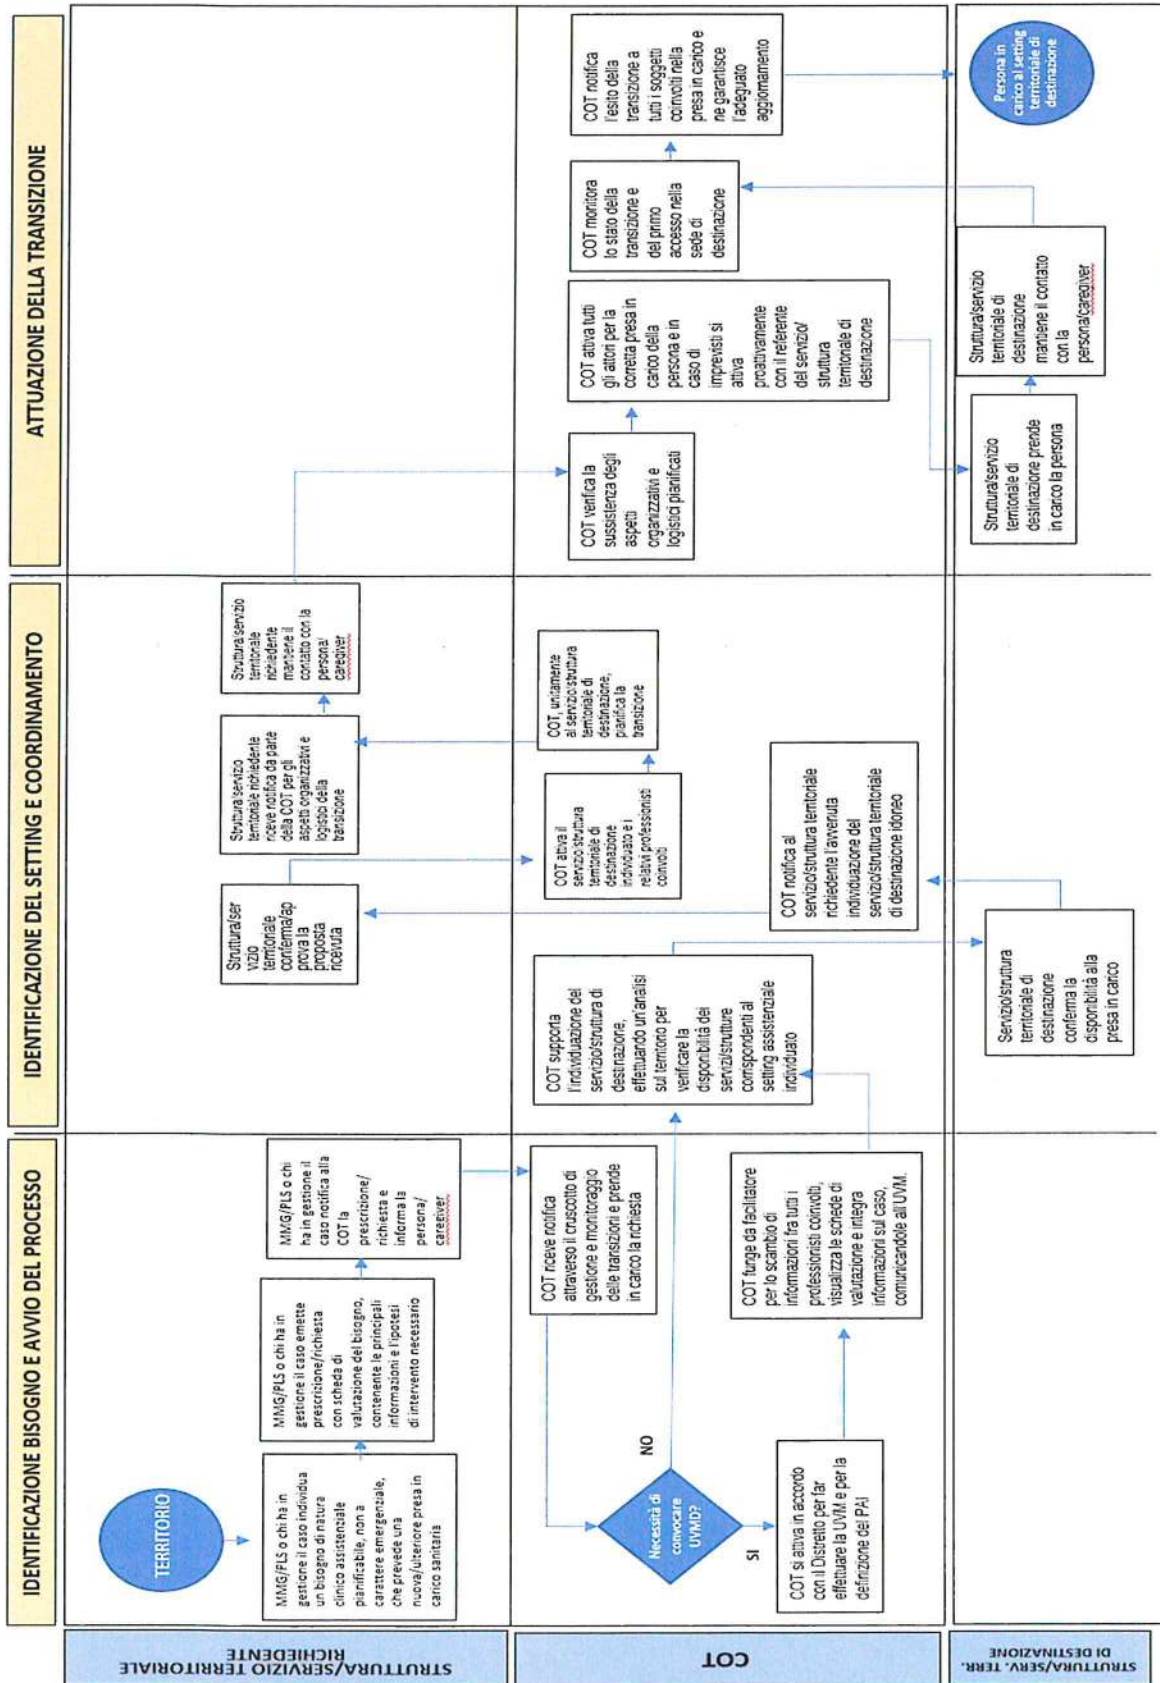 IDENTIFICAZIONE BISOGNO E AVVIO DEL PROCESSO
IDENTIFICAZIONE DEL SETTING E COORDINAMENTO
ATTUAZIONE DELLA TRANSIZIONE
STRUTTURA/SERVIZIO TERRITORIALE
RICHIEDENTE
TERRITORIO
MMG/PLS o chi ha in
gestione il caso individua
un bisogno di natura
clinico assistenziale
pianificabile, non a
carattere emergenziale,
che prevede una
nuova/ulteriore presa in
carico sanitaria
MMG/PLS o chi ha in
gestione il caso emette
prescrizione/richiesta
con scheda di
valutazione del bisogno,
contenente le principali
informazioni e l'ipotesi
di intervento necessario
MMG/PLS o chi
ha in gestione il
caso notifica alla
COT la
prescrizione/
richiesta e
informa la
persona/
caregiver
Struttura/ser
vizio
territoriale
conferma/ap
prova la
proposta
ricevuta
Struttura/servizio
territoriale richiedente
riceve notifica da parte
della COT per gli
aspetti organizzativi e
logistici della
transizione
Struttura/servizio
territoriale
richiedente
mantiene il
contatto con la
persona/
caregiver
COT
COT riceve notifica
attraverso il cruscotto di
gestione e monitoraggio
delle transizioni e prende
in carico la richiesta
Necessità di
convocare
UVMD?
NO
SI
COT si attiva in accordo
con il Distretto per far
effettuare la UVM e per la
definizione del PAI
COT funge da facilitatore
per lo scambio di
informazioni fra tutti i
professionisti coinvolti,
visualizza le schede di
valutazione e integra
informazioni sul caso,
comunicandole all'UVM.
COT supporta
l'individuazione del
servizio/struttura di
destinazione,
effettuando un'analisi
sul territorio per
verificare la
disponibilità dei
servizi/strutture
corrispondenti al
setting assistenziale
individuato
COT notifica al
servizio/struttura territoriale
richiedente l'avvenuta
individuazione del
servizio/struttura territoriale
di destinazione idoneo
COT attiva il
servizio/struttura
territoriale di
destinazione
individuato e i
relativi professionisti
coinvolti
COT, unitamente
al servizio/struttura
territoriale di
destinazione,
pianifica la
transizione
COT verifica la
sussistenza degli
aspetti
organizzativi e
logistici pianificati
COT attiva tutti
gli attori per la
corretta presa in
carico della
persona e in
caso di
imprevisti si
attiva
proattivamente
con il referente
del servizio/
struttura
territoriale di
destinazione
COT monitora
lo stato della
transizione e
del primo
accesso nella
sede di
destinazione
COT notifica
l'esito della
transizione a
tutti i soggetti
coinvolti nella
presa in carico e
ne garantisce
l'adeguato
aggiornamento
STRUTTURA/SERV. TERR.
DI DESTINAZIONE
Servizio/struttura
territoriale di
destinazione
conferma la
disponibilità alla
presa in carico
Struttura/servizio
territoriale di
destinazione prende
in carico la persona
Struttura/servizio
territoriale di
destinazione
mantiene il contatto
con la
persona/caregiver
Persona in
carico al setting
territoriale di
destinazione